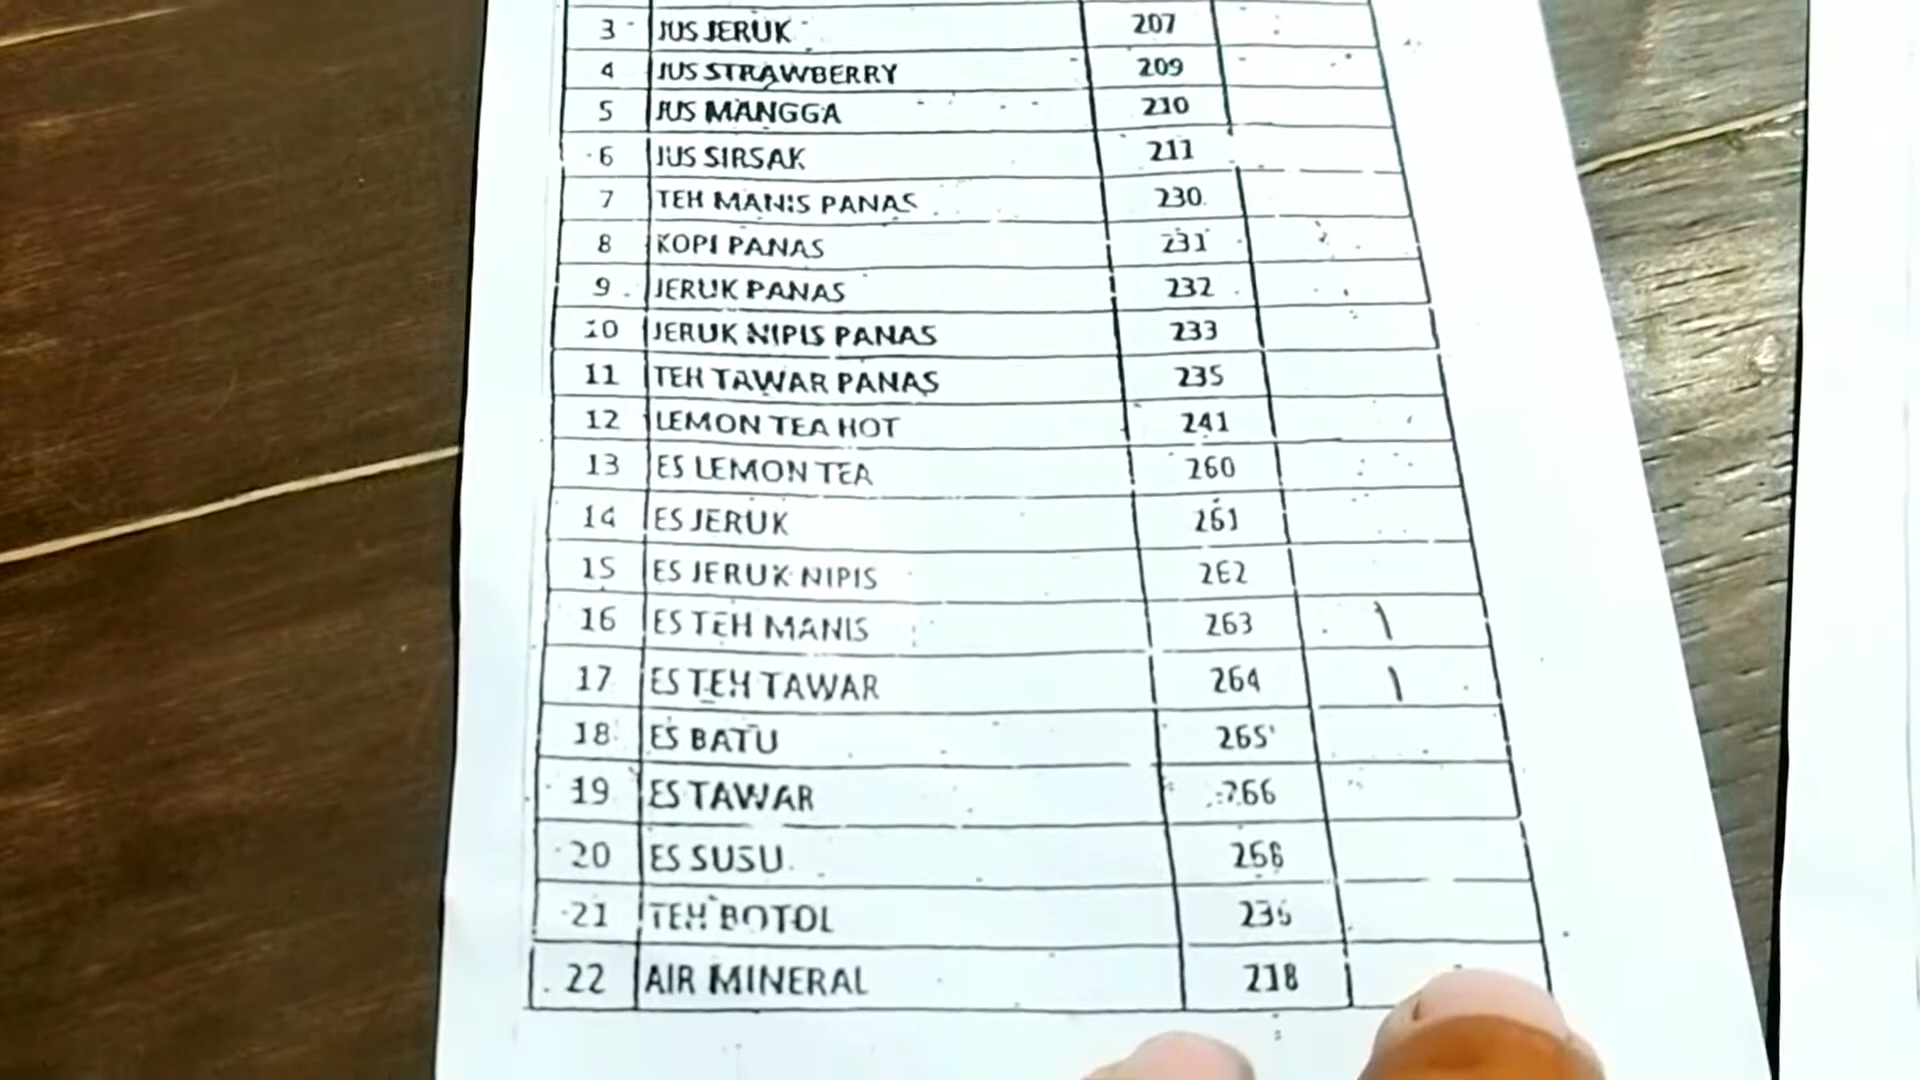 3 JUS JERUK 207
4 JUS STRAWBERRY 209
5 JUS MANGGA 210
6 JUS SIRSAK 211
7 TEH MANIS PANAS 230
8 KOPI PANAS 231
9 JERUK PANAS 232
10 JERUK NIPIS PANAS 233
11 TEH TAWAR PANAS 235
12 LEMON TEA HOT 241
13 ES LEMON TEA 260
14 ES JERUK 261
15 ES JERUK NIPIS 262
16 ES TEH MANIS 263 \
17 ES TEH TAWAR 264 \
18 ES BATU 265
19 ES TAWAR 266
20 ES SUSU
21 TEH BOTOL 236
22 AIR MINERAL 218